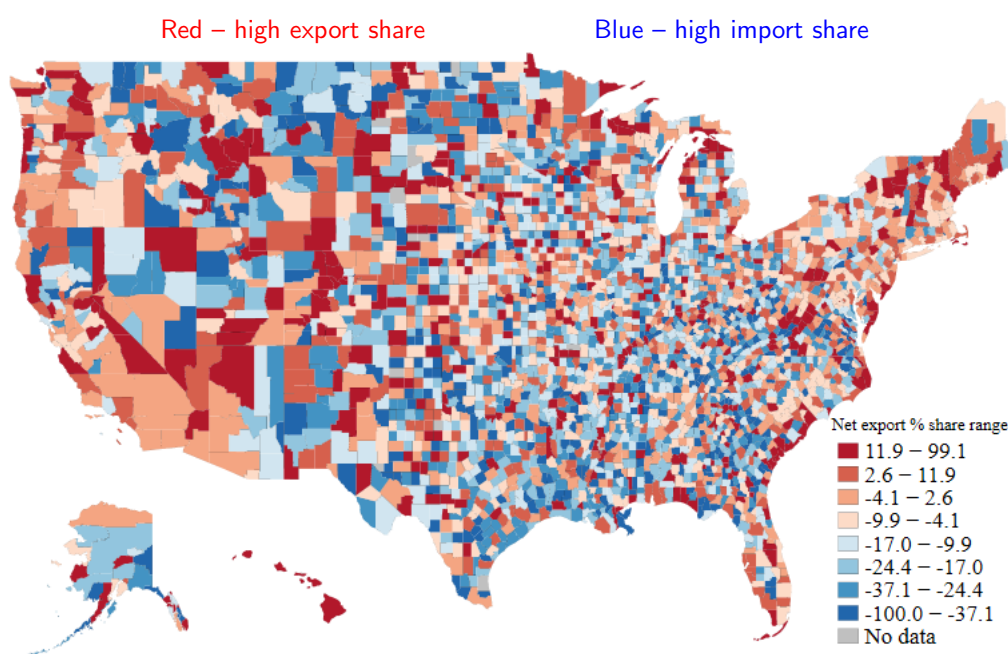 Red – high export share
Blue – high import share
Net export % share range
11.9 – 99.1
2.6 – 11.9
-4.1 – 2.6
-9.9 – -4.1
-17.0 – -9.9
-24.4 – -17.0
-37.1 – -24.4
-100.0 – -37.1
No data